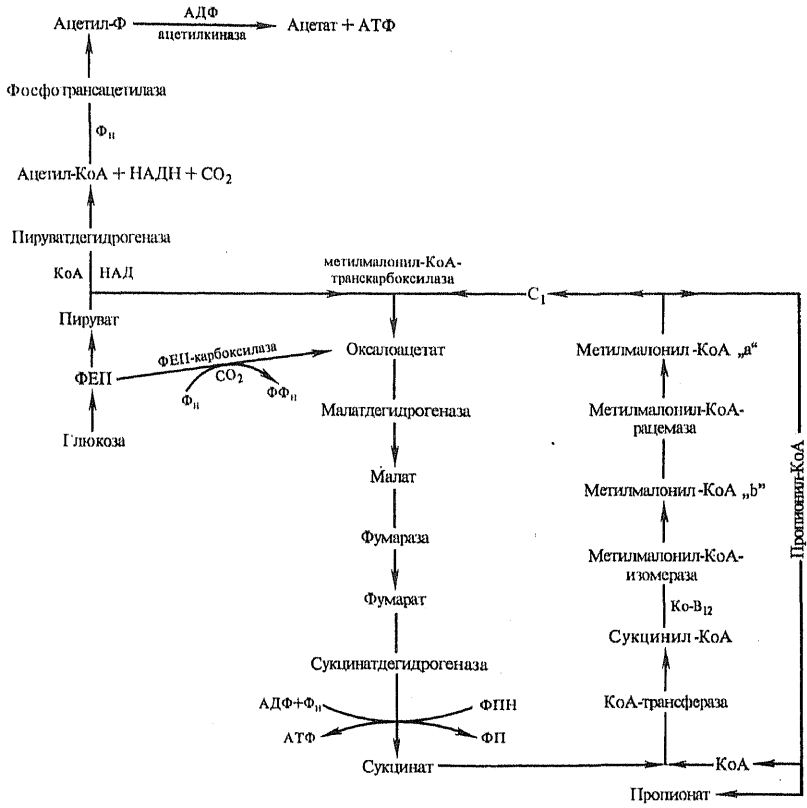 Ацетил-Ф
АДФ
ацетилкиназа
Ацетат + АТФ
Фосфотрансацетилаза
Фн
Ацетил-КоА + НАДН + CO2
Пируватдегидрогеназа
КоА
НАД
метилмалонил-КоА-
транскарбоксилаза
C1
Пируват
ФЕП-карбоксилаза
Оксалоацетат
Метилмалонил-КоА „a“
ФЕП
CO2
Фн
ФФн
Глюкоза
Малатдегидрогеназа
Метилмалонил-КоА-
рацемаза
Малат
Метилмалонил-КоА „b”
Пропионил-КоА
Фумараза
Метилмалонил-КоА-
изомераза
Фумарат
Ко-B12
Сукцинил-КоА
Сукцинатдегидрогеназа
АДФ+Фн
ФПН
КоА-трансфераза
АТФ
ФП
Сукцинат
КоА
Пропионат